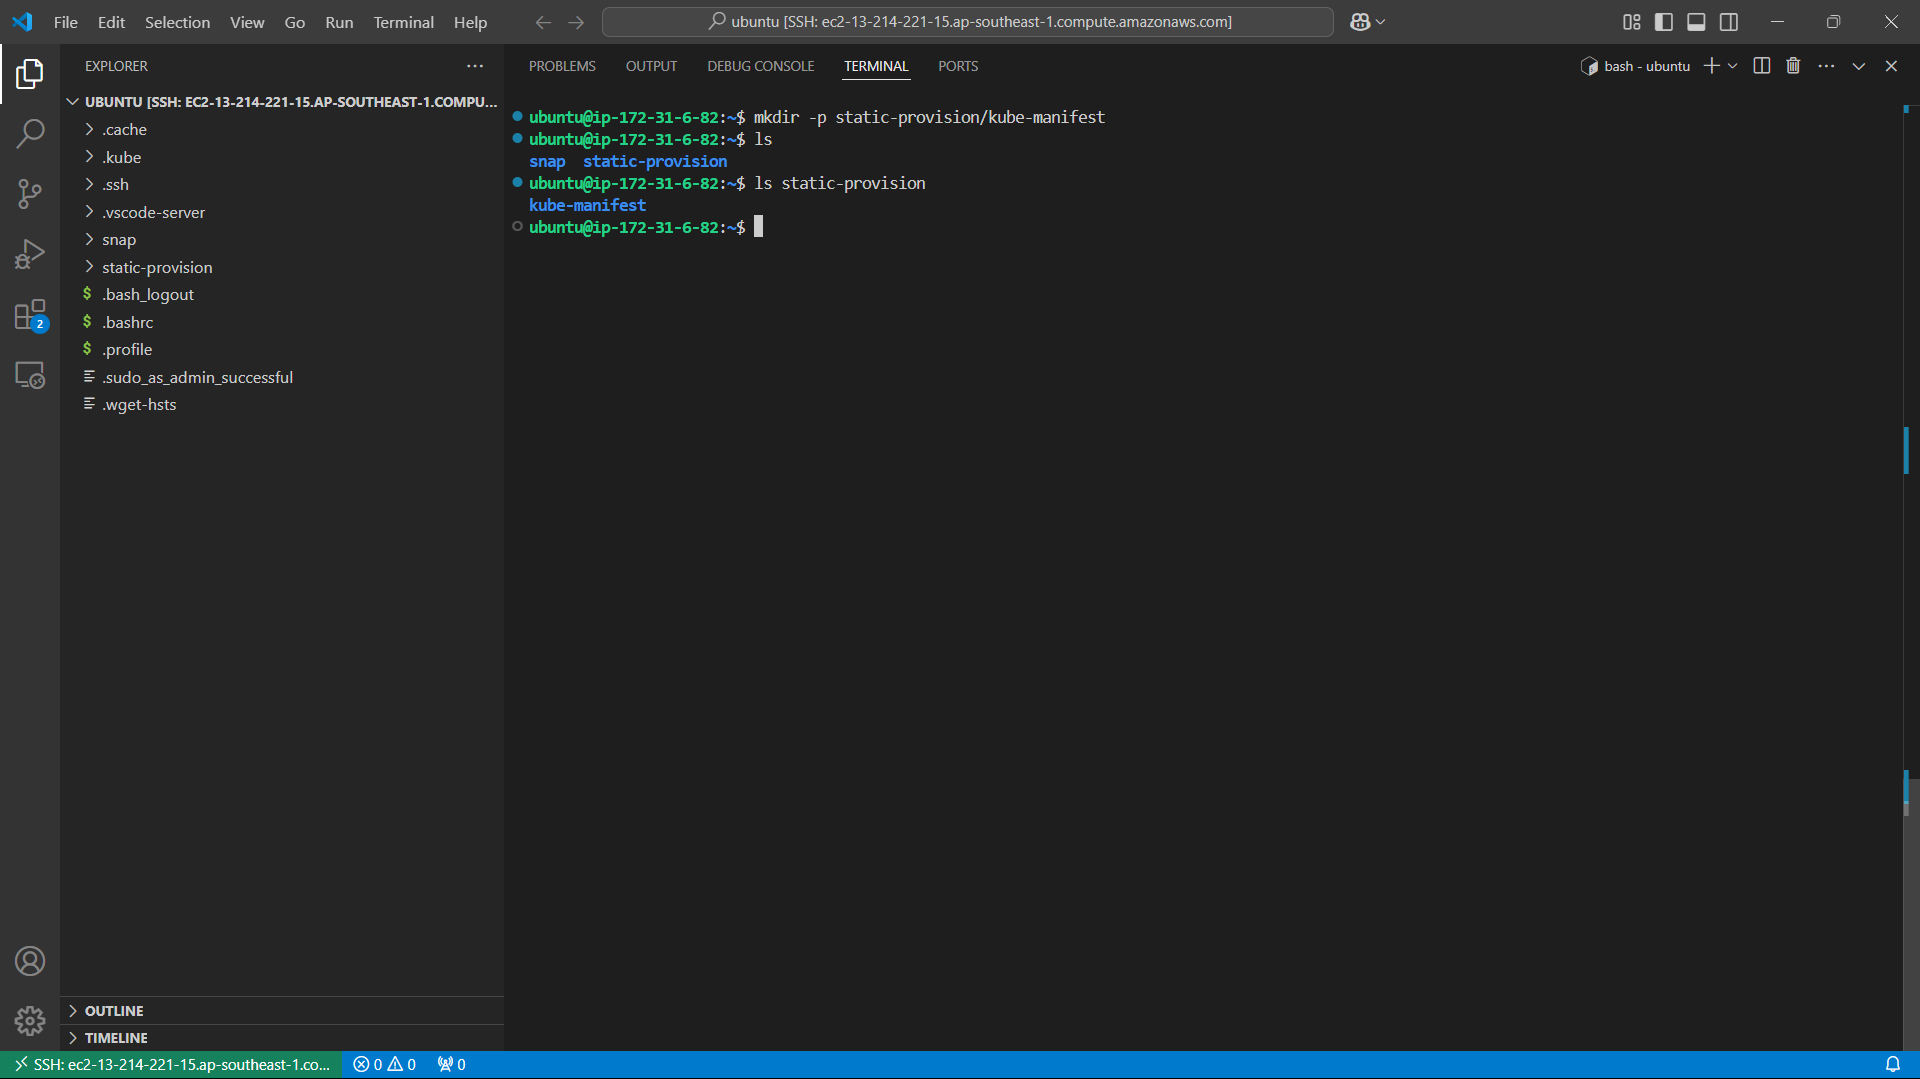 File Edit Selection View Go Run Terminal Help
ubuntu [SSH: ec2-13-214-221-15.ap-southeast-1.compute.amazonaws.com]
EXPLORER
UBUNTU [SSH: EC2-13-214-221-15.AP-SOUTHEAST-1.COMPU...
.cache
.kube
.ssh
.vscode-server
snap
static-provision
$ .bash_logout
$ .bashrc
$ .profile
.sudo_as_admin_successful
.wget-hsts
OUTLINE
TIMELINE
2
PROBLEMS OUTPUT DEBUG CONSOLE TERMINAL PORTS
bash - ubuntu
ubuntu@ip-172-31-6-82:~$ mkdir -p static-provision/kube-manifest
ubuntu@ip-172-31-6-82:~$ ls
snap static-provision
ubuntu@ip-172-31-6-82:~$ ls static-provision
kube-manifest
ubuntu@ip-172-31-6-82:~$
SSH: ec2-13-214-221-15.ap-southeast-1.co... 0 0 0